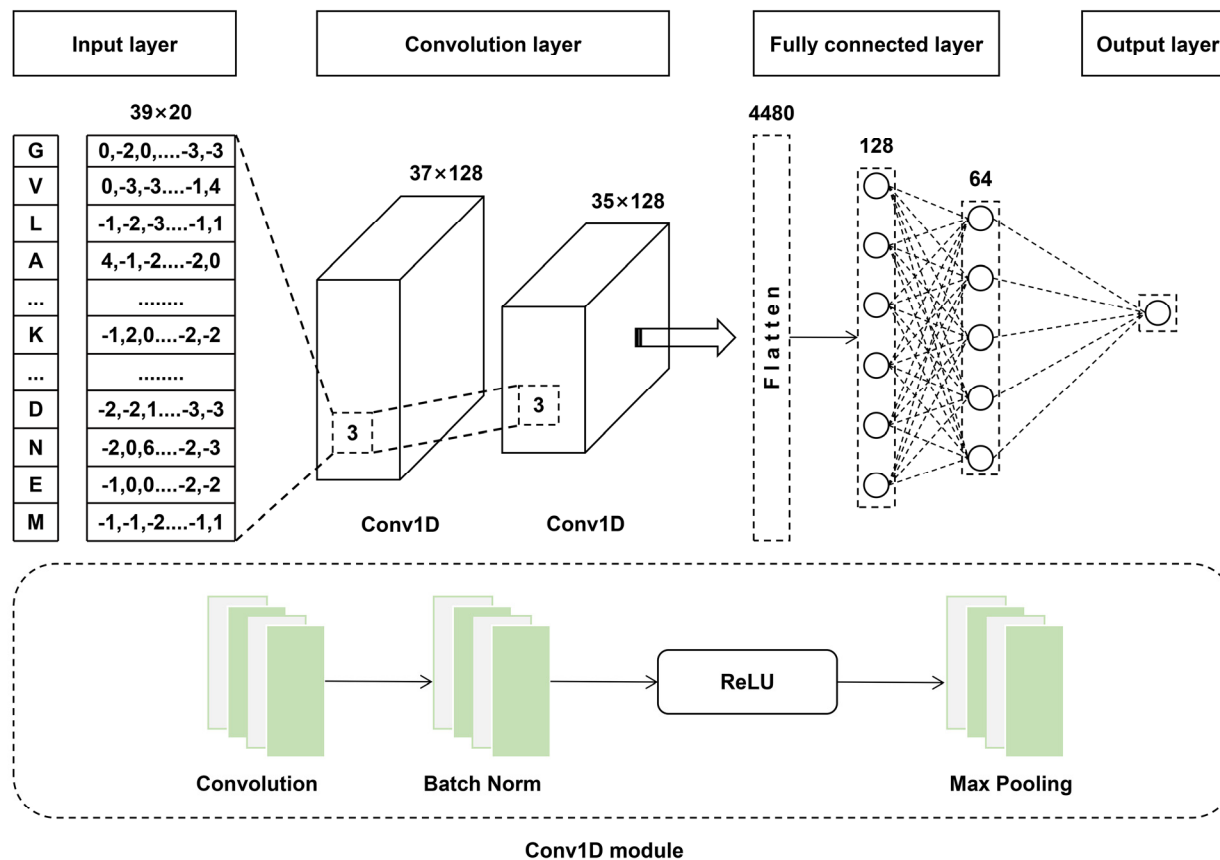 Input layer
Convolution layer
Fully connected layer
Output layer
39×20
G 0,-2,0,....-3,-3
V 0,-3,-3....-1,4
L -1,-2,-3....-1,1
A 4,-1,-2....-2,0
... ........
K -1,2,0....-2,-2
... ........
D -2,-2,1....-3,-3
N -2,0,6....-2,-3
E -1,0,0....-2,-2
M -1,-1,-2....-1,1
37×128
3
Conv1D
35×128
3
Conv1D
4480
Flatten
128
64
Convolution
Batch Norm
ReLU
Max Pooling
Conv1D module